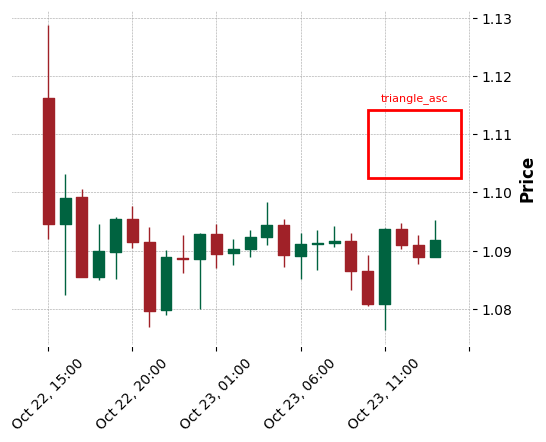 1.13
1.12
triangle_asc
1.11
1.10
1.09
1.08
Price
Oct 22, 15:00
Oct 22, 20:00
Oct 23, 01:00
Oct 23, 06:00
Oct 23, 11:00